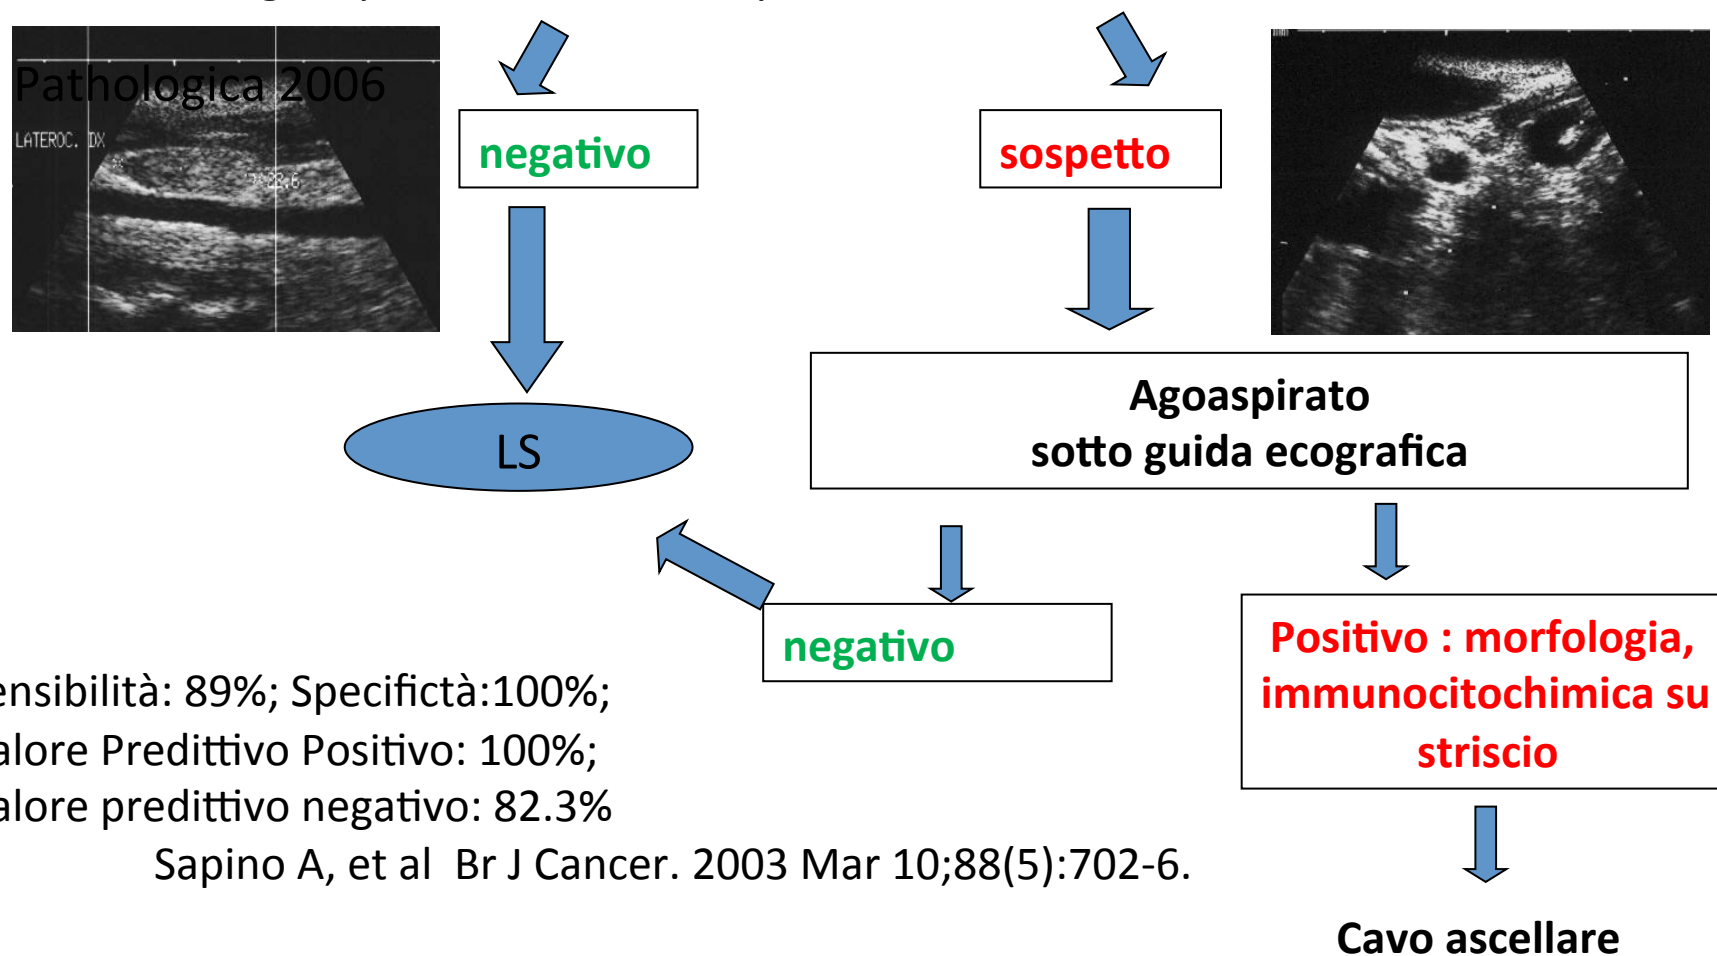 Pathologica 2006
LATEROC. DX
negativo
sospetto
LS
Agoaspirato
sotto guida ecografica
negativo
Positivo : morfologia,
immunocitochimica su
striscio
ensibilità: 89%; Specifictà:100%;
alore Predittivo Positivo: 100%;
alore predittivo negativo: 82.3%
Sapino A, et al  Br J Cancer. 2003 Mar 10;88(5):702-6.
Cavo ascellare